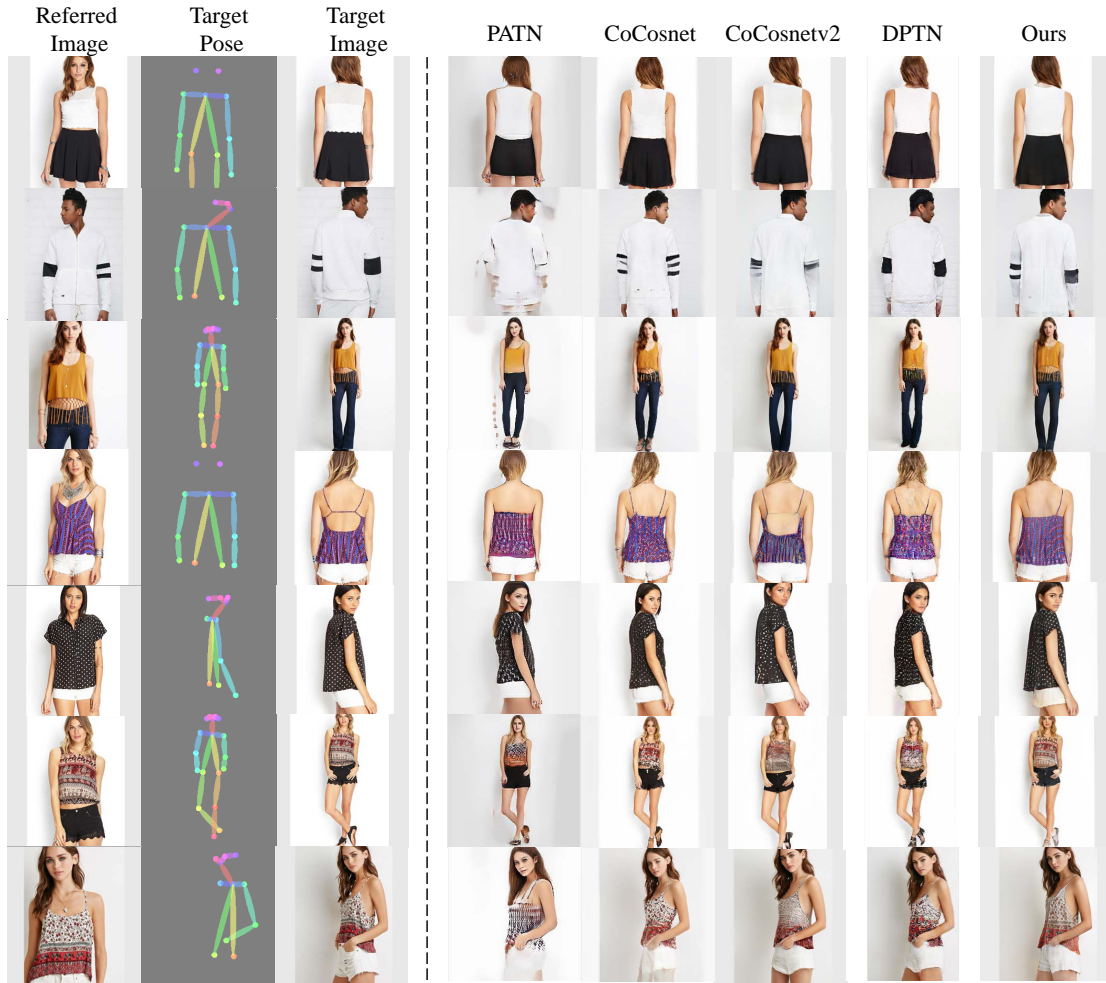 Referred
Image
Target
Pose
Target
Image
PATN
CoCosnet
CoCosnetv2
DPTN
Ours